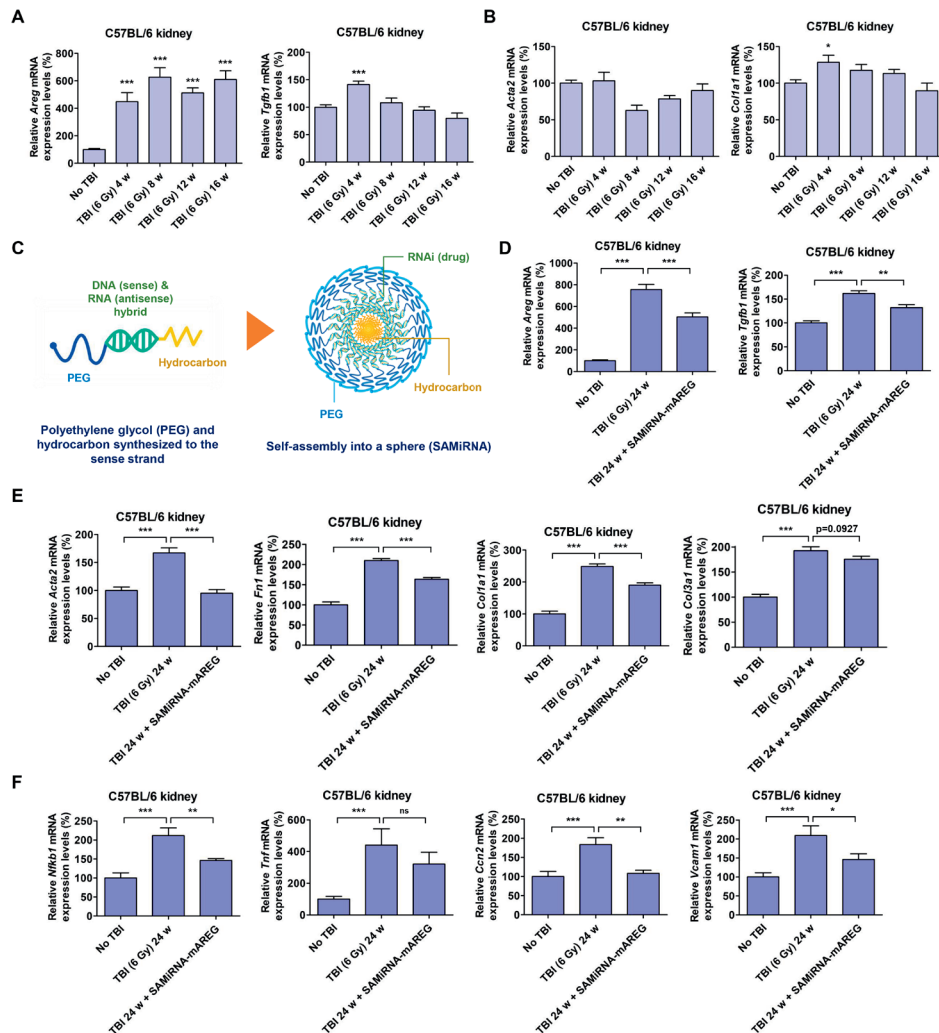 A
C57BL/6 kidney
Relative Areg mRNA
expression levels (%)
800
600
400
200
0
***
***
***
***
No TBI
TBI (6 Gy) 4 w
TBI (6 Gy) 8 w
TBI (6 Gy) 12 w
TBI (6 Gy) 16 w
C57BL/6 kidney
Relative Tgfb1 mRNA
expression levels (%)
200
150
100
50
0
***
No TBI
TBI (6 Gy) 4 w
TBI (6 Gy) 8 w
TBI (6 Gy) 12 w
TBI (6 Gy) 16 w
B
C57BL/6 kidney
Relative Acta2 mRNA
expression levels (%)
150
100
50
0
No TBI
TBI (6 Gy) 4 w
TBI (6 Gy) 8 w
TBI (6 Gy) 12 w
TBI (6 Gy) 16 w
C57BL/6 kidney
Relative Col1a1 mRNA
expression levels (%)
150
100
50
0
*
No TBI
TBI (6 Gy) 4 w
TBI (6 Gy) 8 w
TBI (6 Gy) 12 w
TBI (6 Gy) 16 w
C
DNA (sense) &
RNA (antisense)
hybrid
PEG
Hydrocarbon
Polyethylene glycol (PEG) and
hydrocarbon synthesized to the
sense strand
RNAi (drug)
Hydrocarbon
PEG
Self-assembly into a sphere (SAMiRNA)
D
C57BL/6 kidney
Relative Areg mRNA
expression levels (%)
1,000
800
600
400
200
0
***
***
No TBI
TBI (6 Gy) 24 w
TBI 24 w + SAMiRNA-mAREG
C57BL/6 kidney
Relative Tgfb1 mRNA
expression levels (%)
200
150
100
50
0
***
**
No TBI
TBI (6 Gy) 24 w
TBI 24 w + SAMiRNA-mAREG
E
C57BL/6 kidney
Relative Acta2 mRNA
expression levels (%)
200
150
100
50
0
***
***
No TBI
TBI (6 Gy) 24 w
TBI 24 w + SAMiRNA-mAREG
C57BL/6 kidney
Relative Fn1 mRNA
expression levels (%)
250
200
150
100
50
0
***
***
No TBI
TBI (6 Gy) 24 w
TBI 24 w + SAMiRNA-mAREG
C57BL/6 kidney
Relative Col1a1 mRNA
expression levels (%)
300
200
100
0
***
***
No TBI
TBI (6 Gy) 24 w
TBI 24 w + SAMiRNA-mAREG
C57BL/6 kidney
Relative Col3a1 mRNA
expression levels (%)
250
200
150
100
50
0
***
p=0.0927
No TBI
TBI (6 Gy) 24 w
TBI 24 w + SAMiRNA-mAREG
F
C57BL/6 kidney
Relative Nfkb1 mRNA
expression levels (%)
250
200
150
100
50
0
***
**
No TBI
TBI (6 Gy) 24 w
TBI 24 w + SAMiRNA-mAREG
C57BL/6 kidney
Relative Tnf mRNA
expression levels (%)
600
400
200
0
***
ns
No TBI
TBI (6 Gy) 24 w
TBI 24 w + SAMiRNA-mAREG
C57BL/6 kidney
Relative Ccn2 mRNA
expression levels (%)
250
200
150
100
50
0
***
**
No TBI
TBI (6 Gy) 24 w
TBI 24 w + SAMiRNA-mAREG
C57BL/6 kidney
Relative Vcam1 mRNA
expression levels (%)
250
200
150
100
50
0
***
*
No TBI
TBI (6 Gy) 24 w
TBI 24 w + SAMiRNA-mAREG